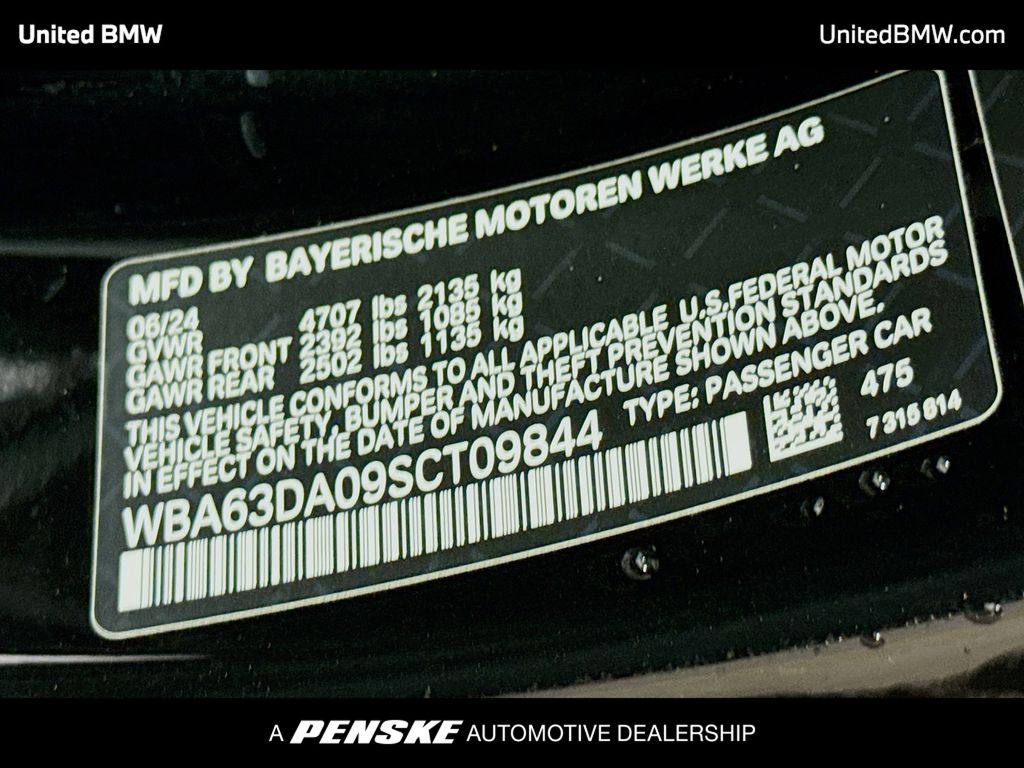 United BMW
UnitedBMW.com
MFD BY BAYERISCHE MOTOREN WERKE AG
06/24
GVWR 4707 lbs 2135 kg
GAWR FRONT 2392 lbs 1085 kg
GAWR REAR 2502 lbs 1135 kg
THIS VEHICLE CONFORMS TO ALL APPLICABLE U.S.FEDERAL MOTOR
VEHICLE SAFETY, BUMPER AND THEFT PREVENTION STANDARDS
IN EFFECT ON THE DATE OF MANUFACTURE SHOWN ABOVE.
WBA63DA09SCT09844 TYPE: PASSENGER CAR
475
7 315 814
A PENSKE AUTOMOTIVE DEALERSHIP